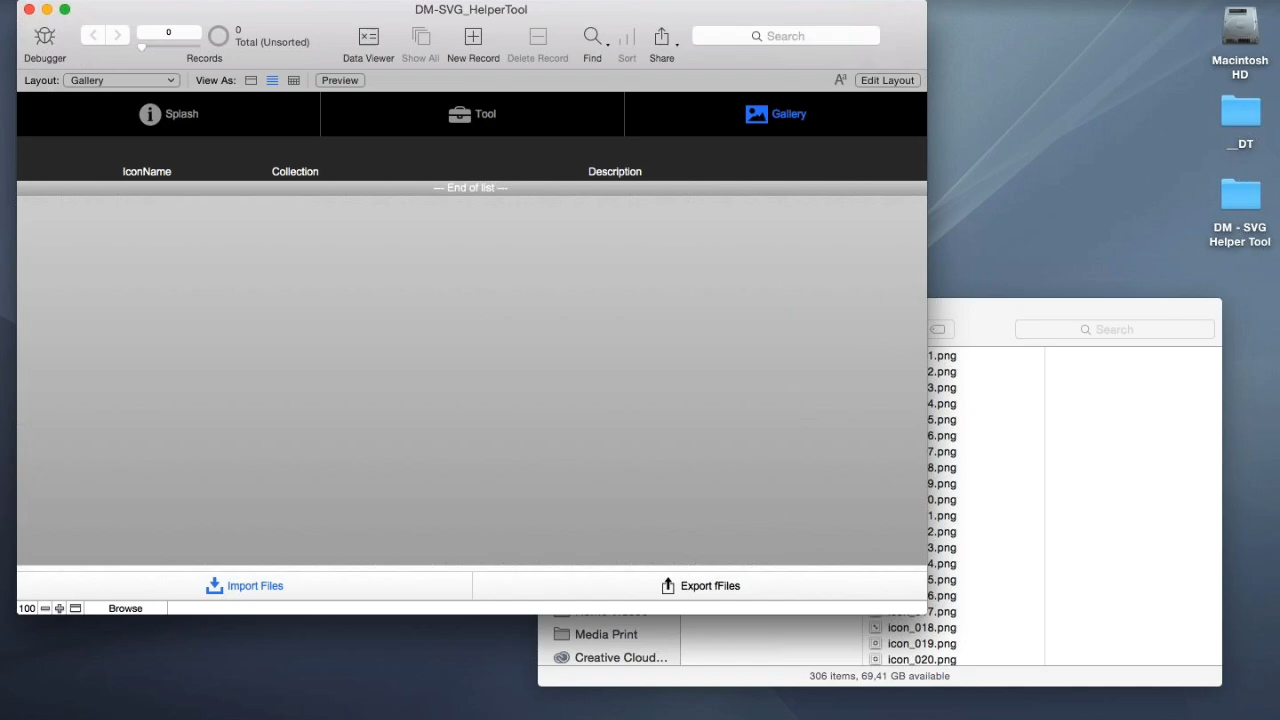 DM-SVG_HelperTool
0
0
Total (Unsorted)
Search
Debugger
Records
Data Viewer
Show All
New Record
Delete Record
Find
Sort
Share
Layout:
Gallery
View As:
Preview
Aª
Edit Layout
Splash
Tool
Gallery
IconName
Collection
Description
--- End of list ---
Import Files
Export fFiles
100
Browse
Macintosh
HD
__DT
DM - SVG
Helper Tool
Search
1.png
2.png
3.png
4.png
5.png
6.png
7.png
8.png
9.png
0.png
1.png
2.png
3.png
4.png
5.png
6.png
7.png
icon_018.png
icon_019.png
icon_020.png
Media Print
Creative Cloud...
306 items, 69,41 GB available